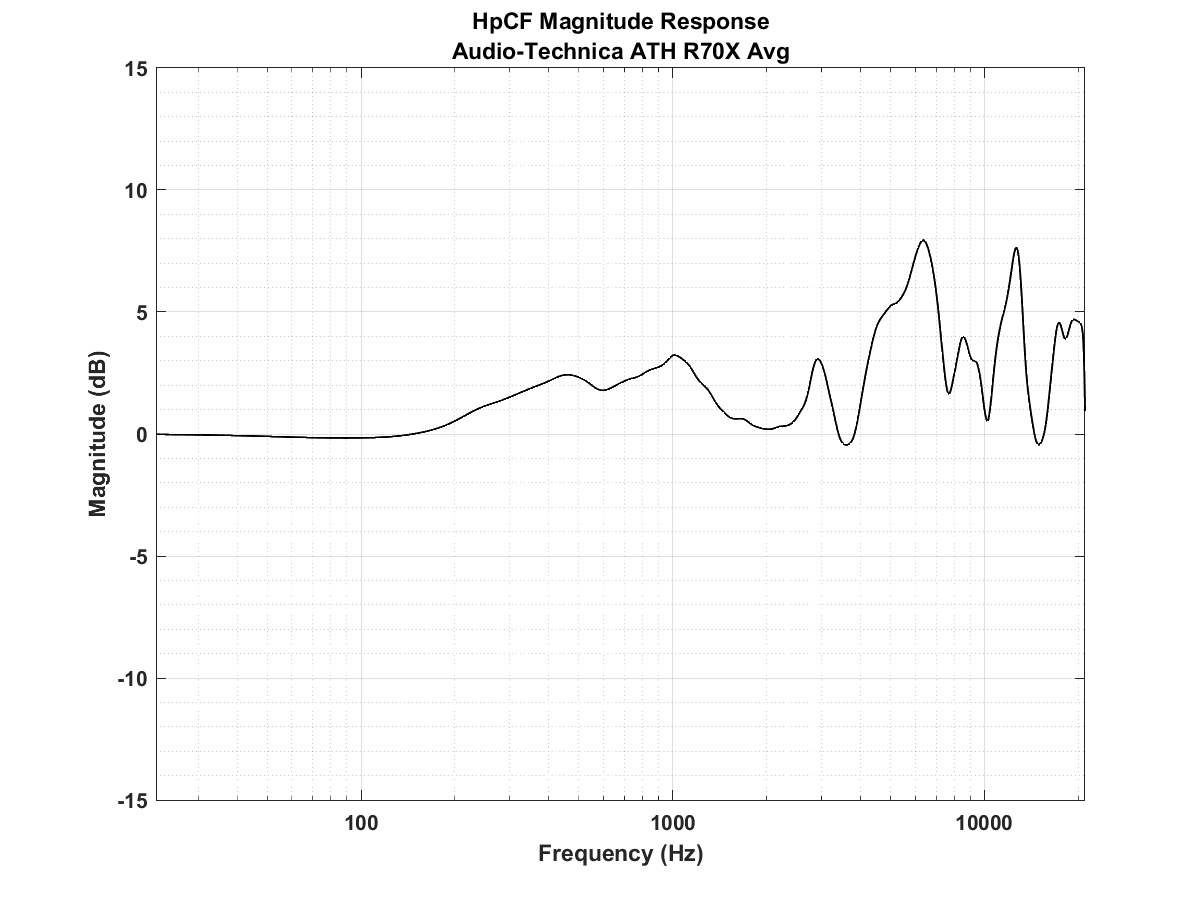 HpCF Magnitude Response
Audio-Technica ATH R70X Avg
15
10
5
0
-5
-10
-15
Magnitude (dB)
100
1000
10000
Frequency (Hz)